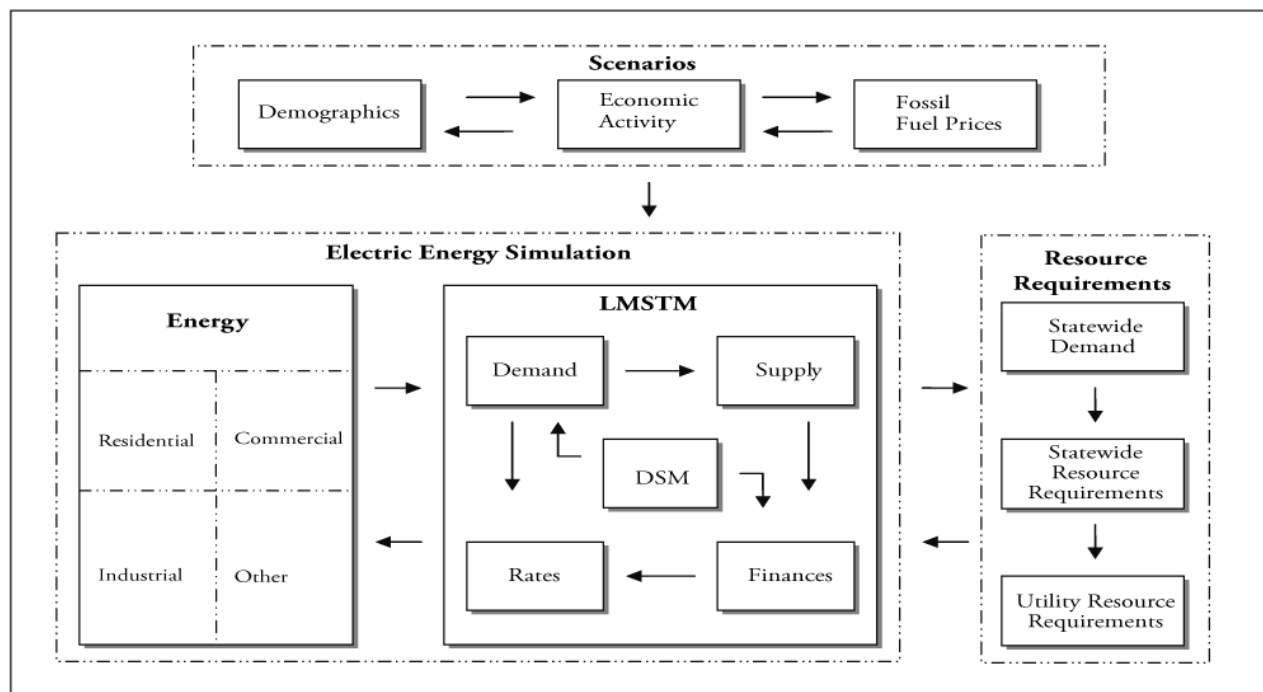 Scenarios
Demographics
Economic
Activity
Fossil
Fuel Prices
Electric Energy Simulation
Energy
Residential
Commercial
Industrial
Other
LMSTM
Demand
Supply
DSM
Rates
Finances
Resource
Requirements
Statewide
Demand
Statewide
Resource
Requirements
Utility Resource
Requirements